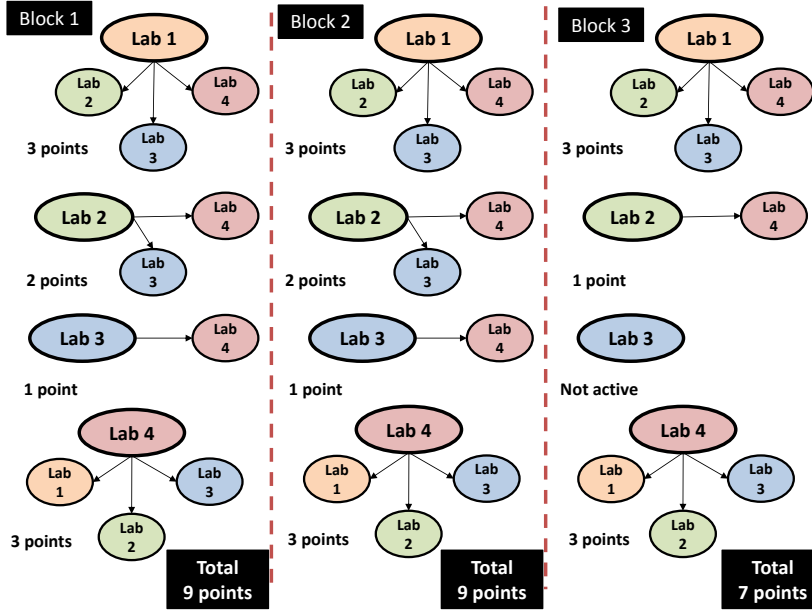 Block 1
Lab 1
Lab
2
Lab
4
Lab
3
3 points
Lab 2
Lab
4
Lab
3
2 points
Lab 3
Lab
4
1 point
Lab 4
Lab
1
Lab
3
Lab
2
3 points
Total
9 points
Block 2
Lab 1
Lab
2
Lab
4
Lab
3
3 points
Lab 2
Lab
4
Lab
3
2 points
Lab 3
Lab
4
1 point
Lab 4
Lab
1
Lab
3
Lab
2
3 points
Total
9 points
Block 3
Lab 1
Lab
2
Lab
4
Lab
3
3 points
Lab 2
Lab
4
1 point
Lab 3
Not active
Lab 4
Lab
1
Lab
3
Lab
2
3 points
Total
7 points